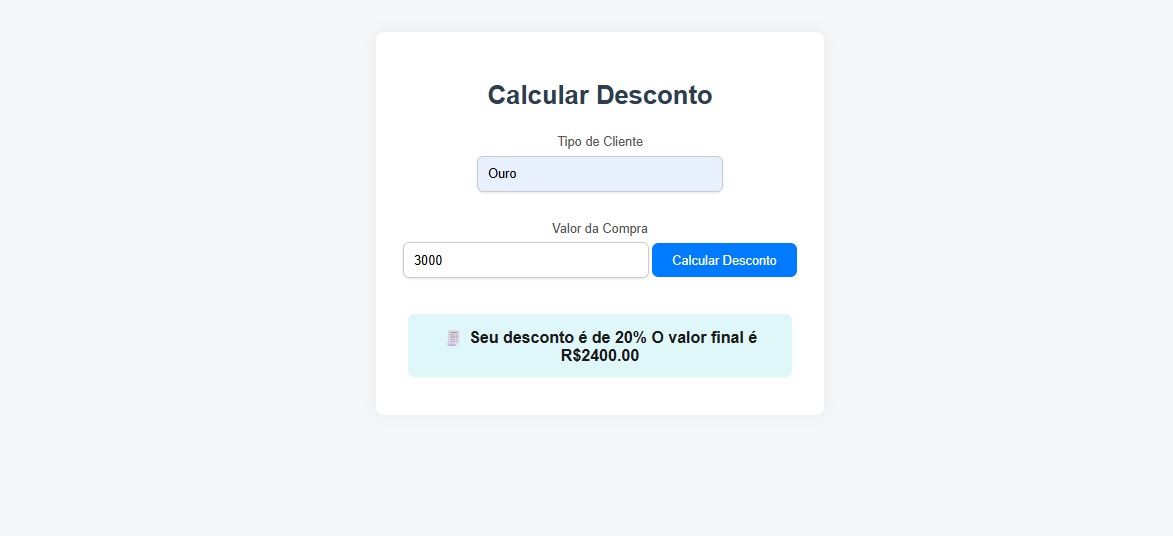 Calcular Desconto
Tipo de Cliente
Ouro
Valor da Compra
3000 Calcular Desconto
🧾 Seu desconto é de 20% O valor final é
R$2400.00